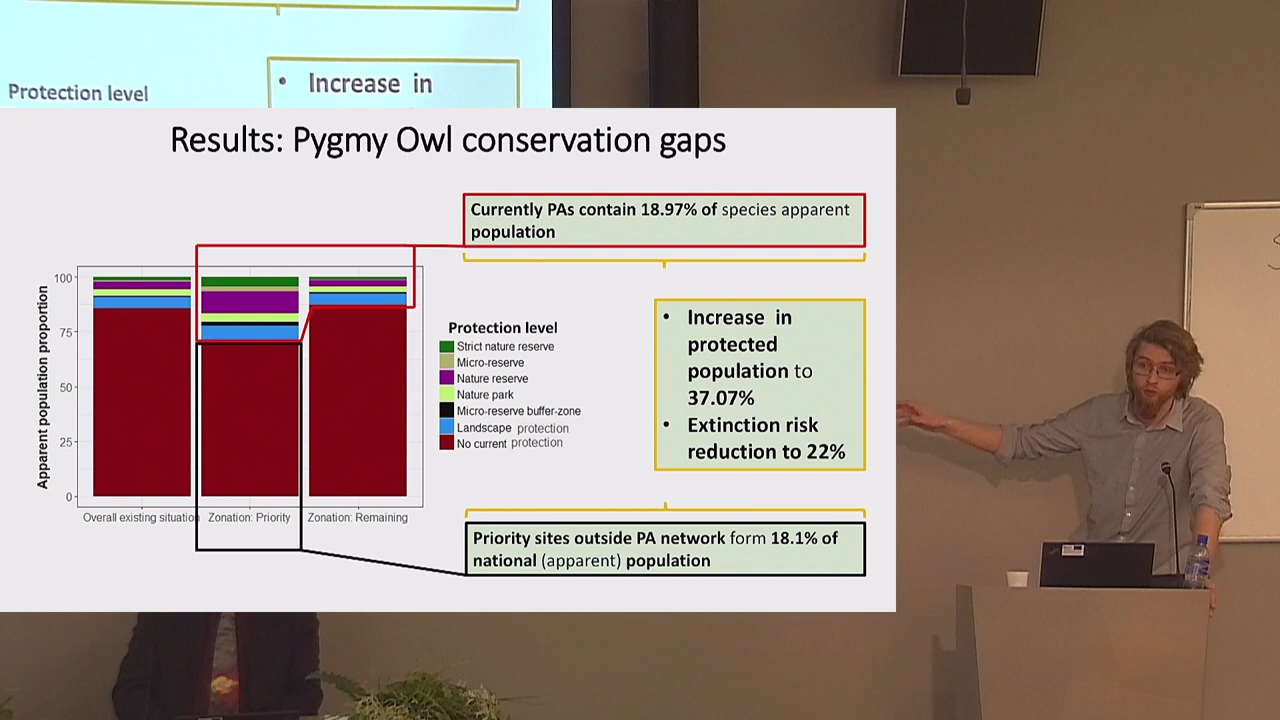 Protection level
• Increase in
Results: Pygmy Owl conservation gaps
Currently PAs contain 18.97% of species apparent
population
Apparent population proportion
100
75
50
25
0
Overall existing situation
Zonation: Priority
Zonation: Remaining
Protection level
Strict nature reserve
Micro-reserve
Nature reserve
Nature park
Micro-reserve buffer-zone
Landscape protection
No current protection
• Increase in
protected
population to
37.07%
• Extinction risk
reduction to 22%
Priority sites outside PA network form 18.1% of
national (apparent) population